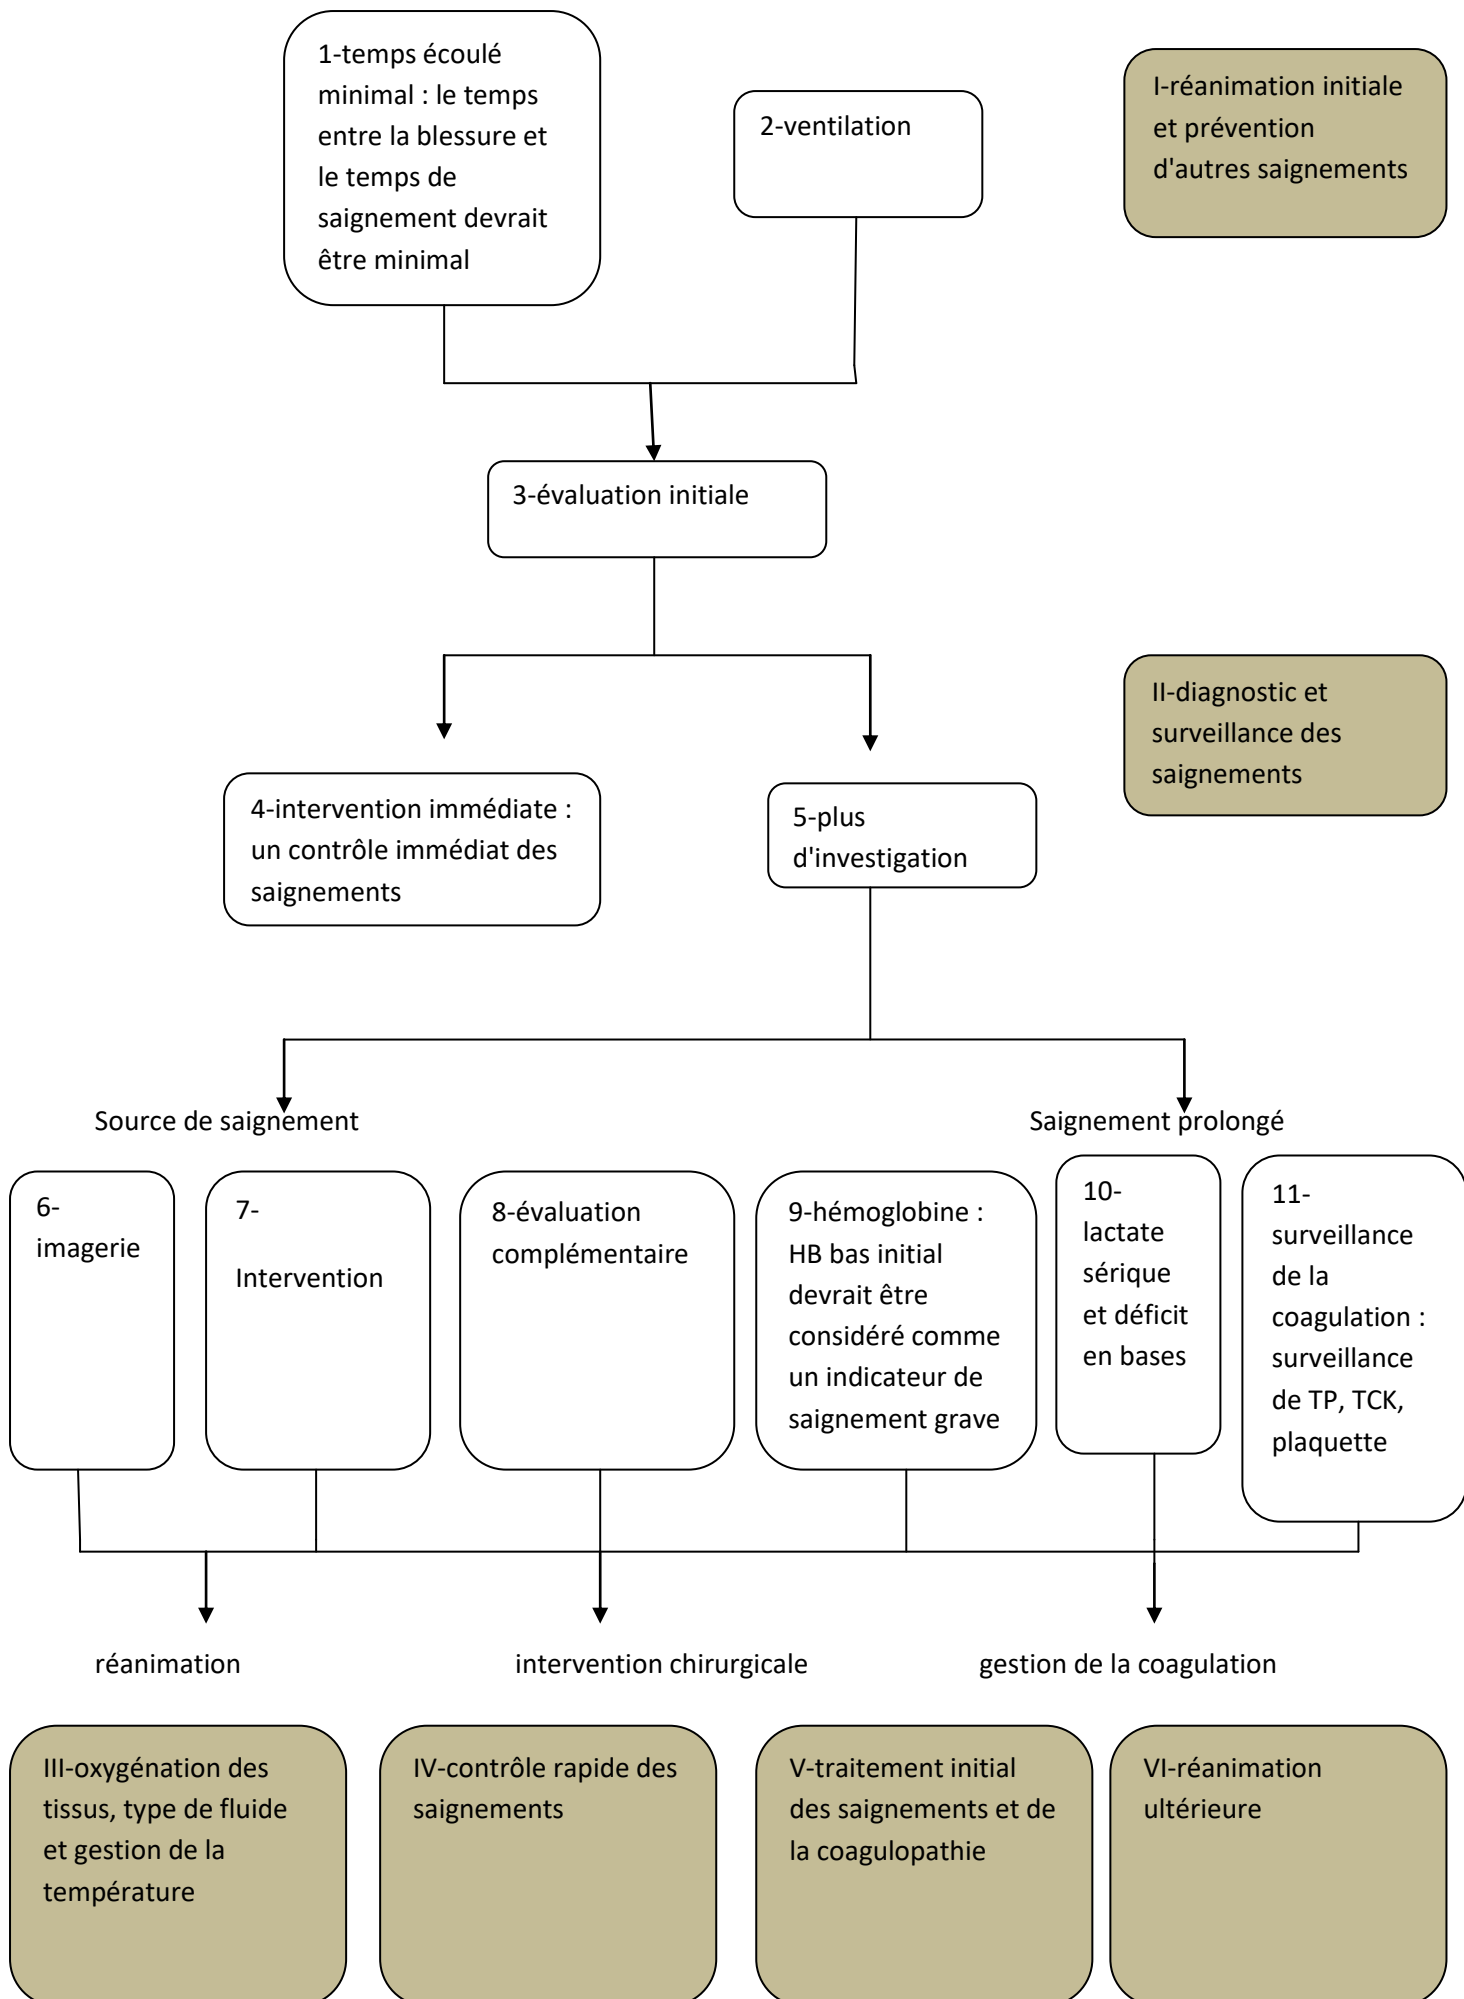 1-temps écoulé
minimal : le temps
entre la blessure et
le temps de
saignement devrait
être minimal
2-ventilation
I-réanimation initiale
et prévention
d'autres saignements
3-évaluation initiale
II-diagnostic et
surveillance des
saignements
4-intervention immédiate :
un contrôle immédiat des
saignements
5-plus
d'investigation
Source de saignement
Saignement prolongé
6-
imagerie
7-
Intervention
8-évaluation
complémentaire
9-hémoglobine :
HB bas initial
devrait être
considéré comme
un indicateur de
saignement grave
10-
lactate
sérique
et déficit
en bases
11-
surveillance
de la
coagulation :
surveillance
de TP, TCK,
plaquette
réanimation
intervention chirurgicale
gestion de la coagulation
III-oxygénation des
tissus, type de fluide
et gestion de la
température
IV-contrôle rapide des
saignements
V-traitement initial
des saignements et de
la coagulopathie
VI-réanimation
ultérieure